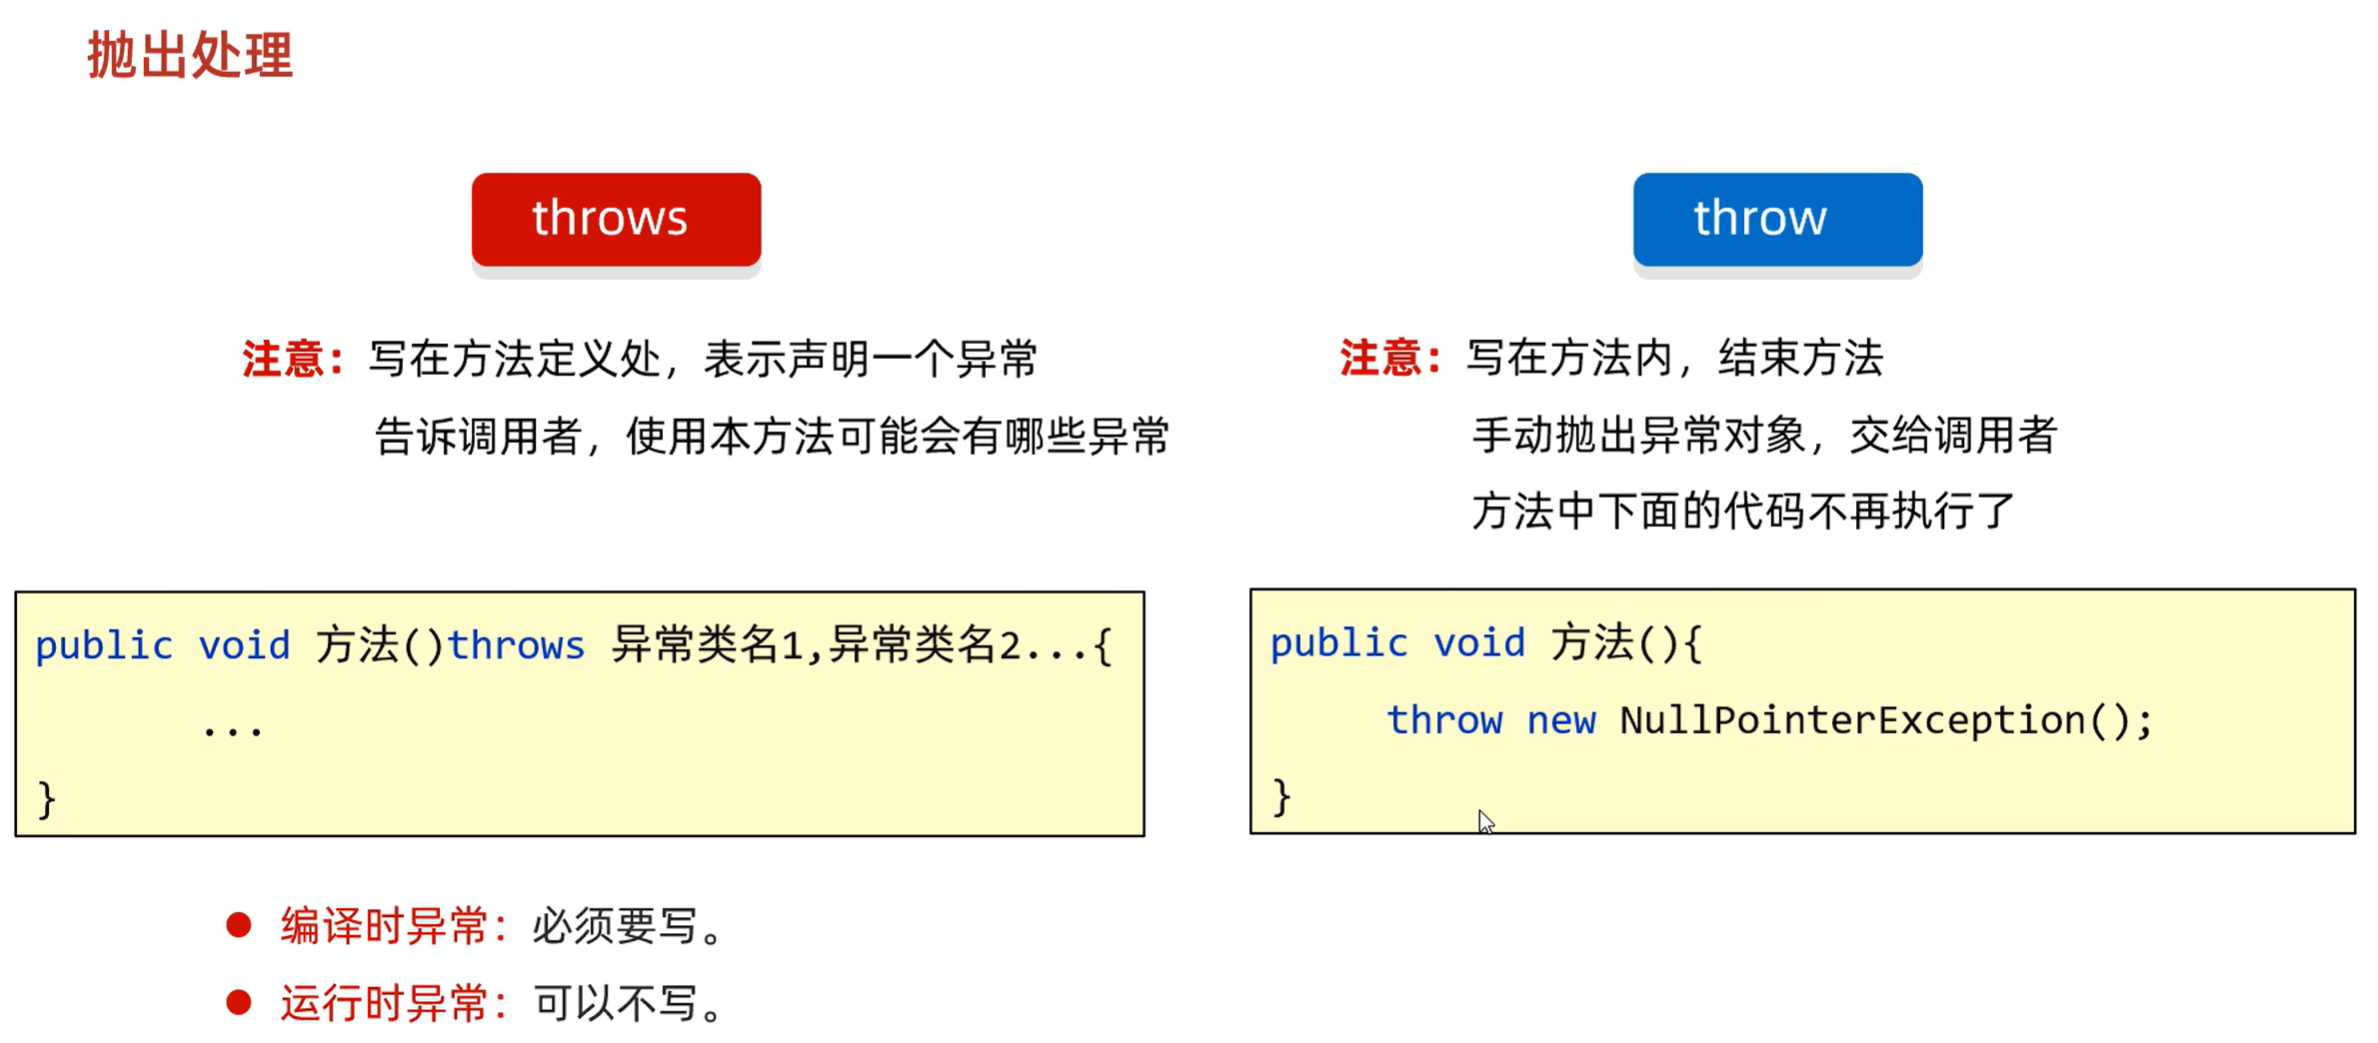 抛出处理
throws
注意：写在方法定义处，表示声明一个异常
告诉调用者，使用本方法可能会有哪些异常
public void 方法()throws 异常类名1,异常类名2...{
...
}
编译时异常：必须要写。
运行时异常：可以不写。
throw
注意：写在方法内，结束方法
手动抛出异常对象，交给调用者
方法中下面的代码不再执行了
public void 方法(){
throw new NullPointerException();
}